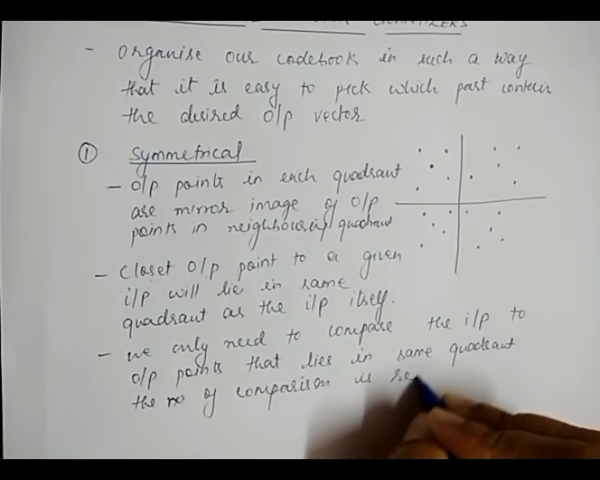 QUANTIZERS
- Organise our codebook in such a way
that it is easy to pick which part contain
the desired o/p vector
① Symmetrical
- O/p points in each quadrant
are mirror image of o/p
points in neighbouring quadrant
- Closet o/p point to a given
i/p will lie in same
quadrant as the i/p itself.
- we only need to compare the i/p to
o/p points that lies in same quadrant
the no of comparison is re